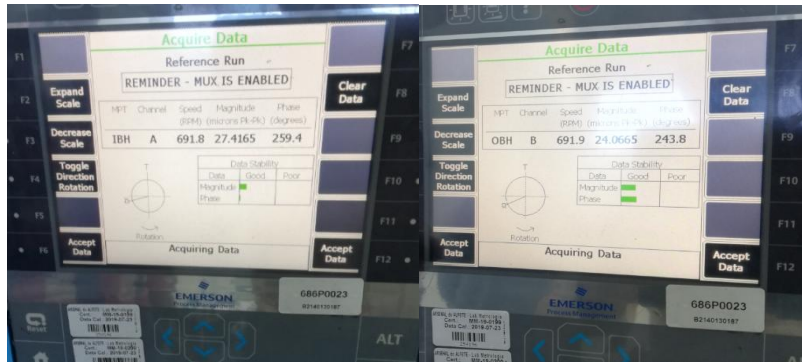 Acquire Data
Reference Run
REMINDER - MUX IS ENABLED
MPT Channel Speed Magnitude Phase
(RPM) (microns Pk-Pk) (degrees)
IBH A 691.8 27.4165 259.4
Data Stability
Data Good Poor
Magnitude
Phase
T
Rotation
Acquiring Data
F1
F2
F3
F4
F5
F6
Expand Scale
Decrease Scale
Toggle Direction Rotation
Accept Data
Clear Data
Accept Data
F7
F8
F9
F10
F11
F12
EMERSON
Process Management
686P0023
B2140130187
Reset
ALT
Acquire Data
Reference Run
REMINDER - MUX IS ENABLED
MPT Channel Speed Magnitude Phase
(RPM) (microns Pk-Pk) (degrees)
OBH B 691.9 24.0665 243.8
Data Stability
Data Good Poor
Magnitude
Phase
T
Rotation
Acquiring Data
Expand Scale
Decrease Scale
Toggle Direction Rotation
Accept Data
Clear Data
Accept Data
F7
F8
F9
F10
F11
F12
EMERSON
Process Management
686P0023
B2140130187